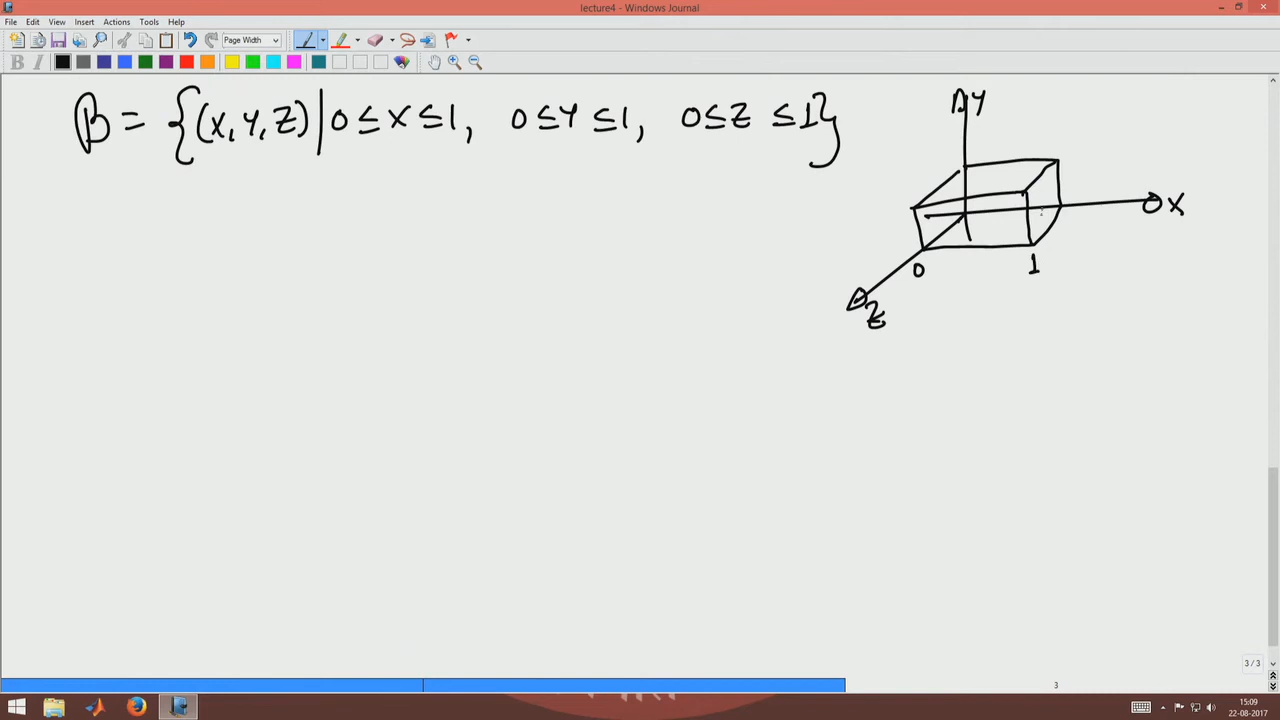 lecture4 - Windows Journal
File Edit View Insert Actions Tools Help
Page Width
B = {(X, Y, Z) | 0 ≤ X ≤ 1, 0 ≤ Y ≤ 1, 0 ≤ Z ≤ 1}
Y
X
0 1
Z
3 / 3
3
15:09
22-08-2017